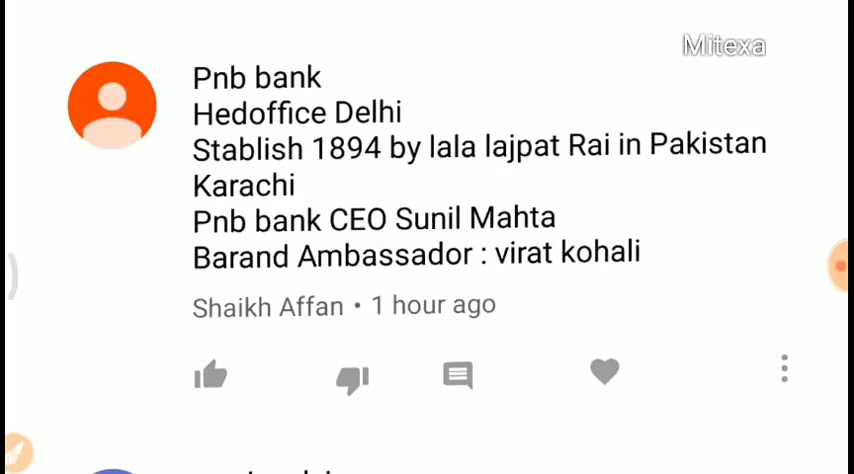 Mitexa
Pnb bank
Hedoffice Delhi
Stablish 1894 by lala lajpat Rai in Pakistan
Karachi
Pnb bank CEO Sunil Mahta
Barand Ambassador : virat kohali
Shaikh Affan • 1 hour ago